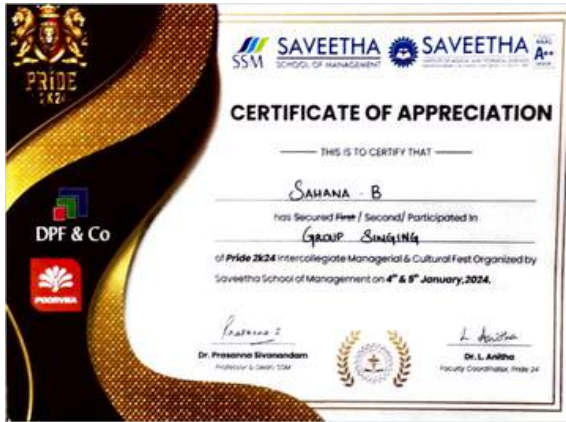 PRIDE
2K24
SSM
SAVEETHA
SCHOOL OF MANAGEMENT
SAVEETHA
NAAC
A++
CERTIFICATE OF APPRECIATION
THIS IS TO CERTIFY THAT
SAHANA · B
has Secured First / Second/ Participated in
GROUP SINGING
of Pride 2k24 Intercollegiate Managerial & Cultural Fest Organized by
Saveetha School of Management on 4th & 5th January, 2024.
DPF & Co
POORVIKA
Dr. Prasanna Sivanandam
Professor & Dean, SSM
L. Anitha
Dr. L. Anitha
Faculty Coordinator, Pride 24